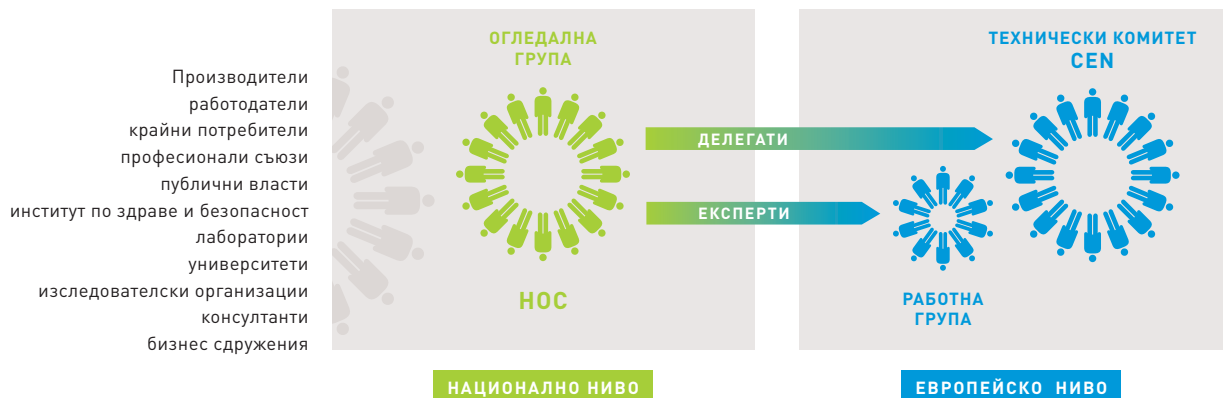 Производители
работодатели
крайни потребители
професионали съюзи
публични власти
институт по здраве и безопасност
лаборатории
университети
изследователски организации
консултанти
бизнес сдружения
ОГЛЕДАЛНА
ГРУПА
НОС
НАЦИОНАЛНО НИВО
ДЕЛЕГАТИ
ЕКСПЕРТИ
ТЕХНИЧЕСКИ КОМИТЕТ
CEN
РАБОТНА
ГРУПА
ЕВРОПЕЙСКО НИВО